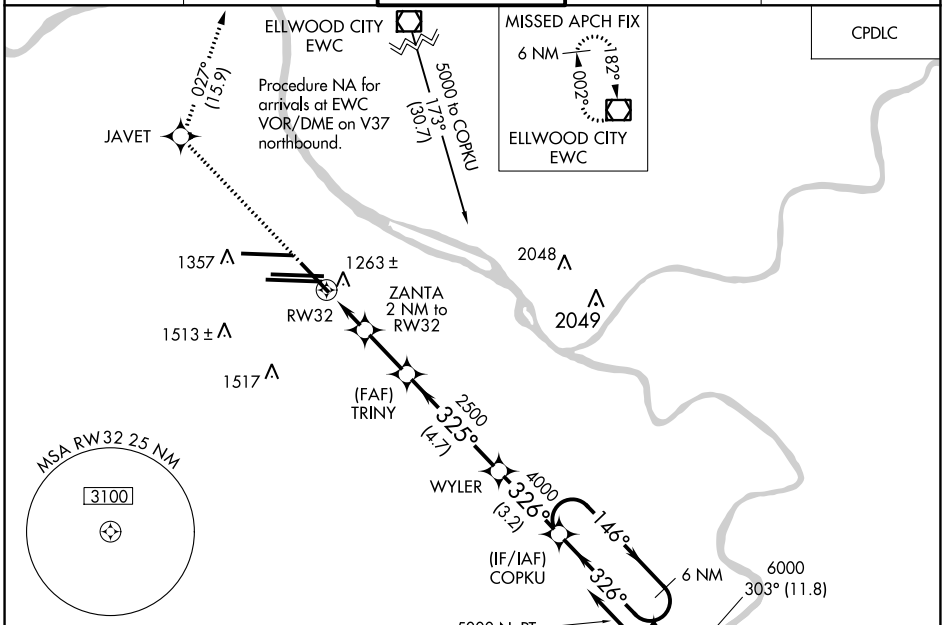 ELLWOOD CITY
EWC
MISSED APCH FIX
6 NM
182°
002°
ELLWOOD CITY
EWC
CPDLC
027°
(15.9)
Procedure NA for
arrivals at EWC
VOR/DME on V37
northbound.
5000 to COPKU
173°
(30.7)
JAVET
1357
1263 ±
2048
2049
RW32
ZANTA
2 NM to
RW32
1513 ±
1517
(FAF)
TRINY
2500
325°
(4.7)
MSA RW32 25 NM
3100
WYLER
4000
326°
(3.2)
146°
(IF/IAF)
COPKU
326°
6 NM
6000
303° (11.8)